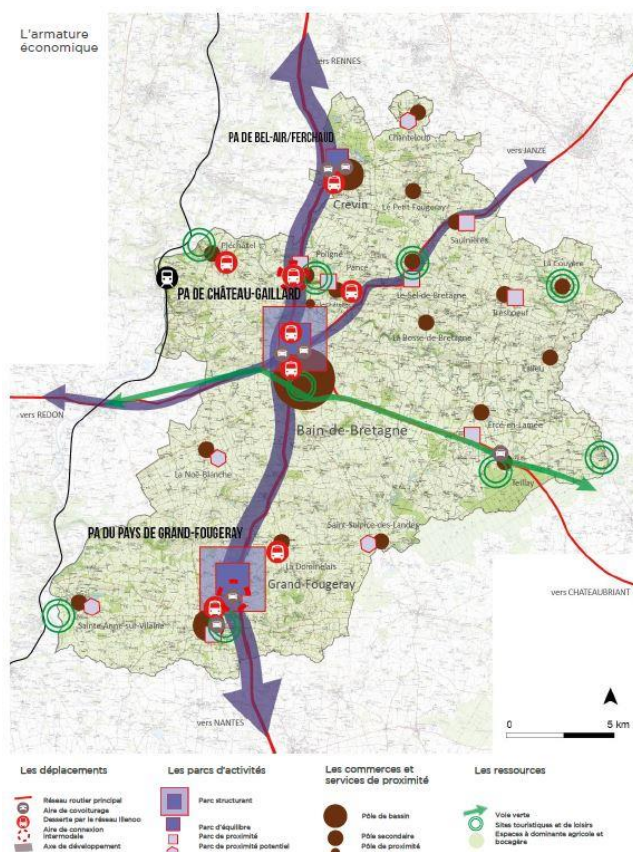 L'armature
économique
vers RENNES
PA DE BEL-AIR/FERCHAUD
Chanteloup
vers JANZE
Crevin
Le Petit Fougeray
Saulnières
Pléchâtel
Poligné
Pancé
La Couyère
PA DE CHÂTEAU-GAILLARD
Le Sel-de-Bretagne
Tresboeuf
La Bosse-de-Bretagne
Lalleu
vers REDON
Bain-de-Bretagne
Ercé-en-Lamée
La Noë-Blanche
Teillay
PA DU PAYS DE GRAND-FOUGERAY
Saint-Sulpice-des-Landes
La Dominelais
Grand-Fougeray
vers CHATEAUBRIANT
Sainte-Anne-sur-Vilaine
vers NANTES
0 5 km
Les déplacements
Réseau routier principal
Aire de covoiturage
Desserte par le réseau Illenoo
Aire de connexion
intermodale
Axe de développement
Les parcs d'activités
Parc structurant
Parc d'équilibre
Parc de proximité
Parc de proximité potentiel
Les commerces et
services de proximité
Pôle de bassin
Pôle secondaire
Pôle de proximité
Les ressources
Voie verte
Sites touristiques et de loisirs
Espaces à dominante agricole et
bocagère